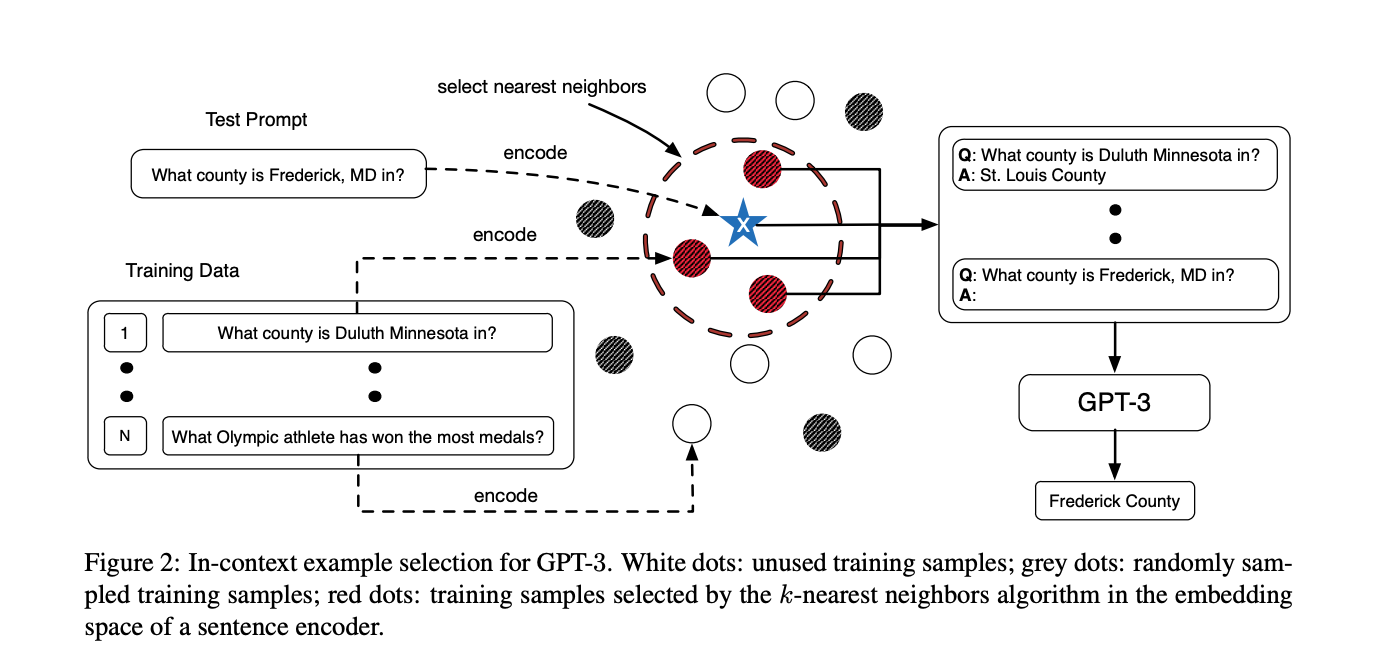 select nearest neighbors
Test Prompt
encode
What county is Frederick, MD in?
X
encode
Training Data
1
What county is Duluth Minnesota in?
N
What Olympic athlete has won the most medals?
encode
Q: What county is Duluth Minnesota in?
A: St. Louis County
Q: What county is Frederick, MD in?
A:
GPT-3
Frederick County
Figure 2: In-context example selection for GPT-3. White dots: unused training samples; grey dots: randomly sam-
pled training samples; red dots: training samples selected by the k-nearest neighbors algorithm in the embedding
space of a sentence encoder.